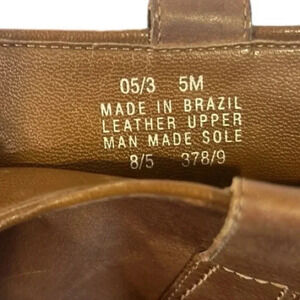 05/3 5M
MADE IN BRAZIL
LEATHER UPPER
MAN MADE SOLE
8/5 378/9